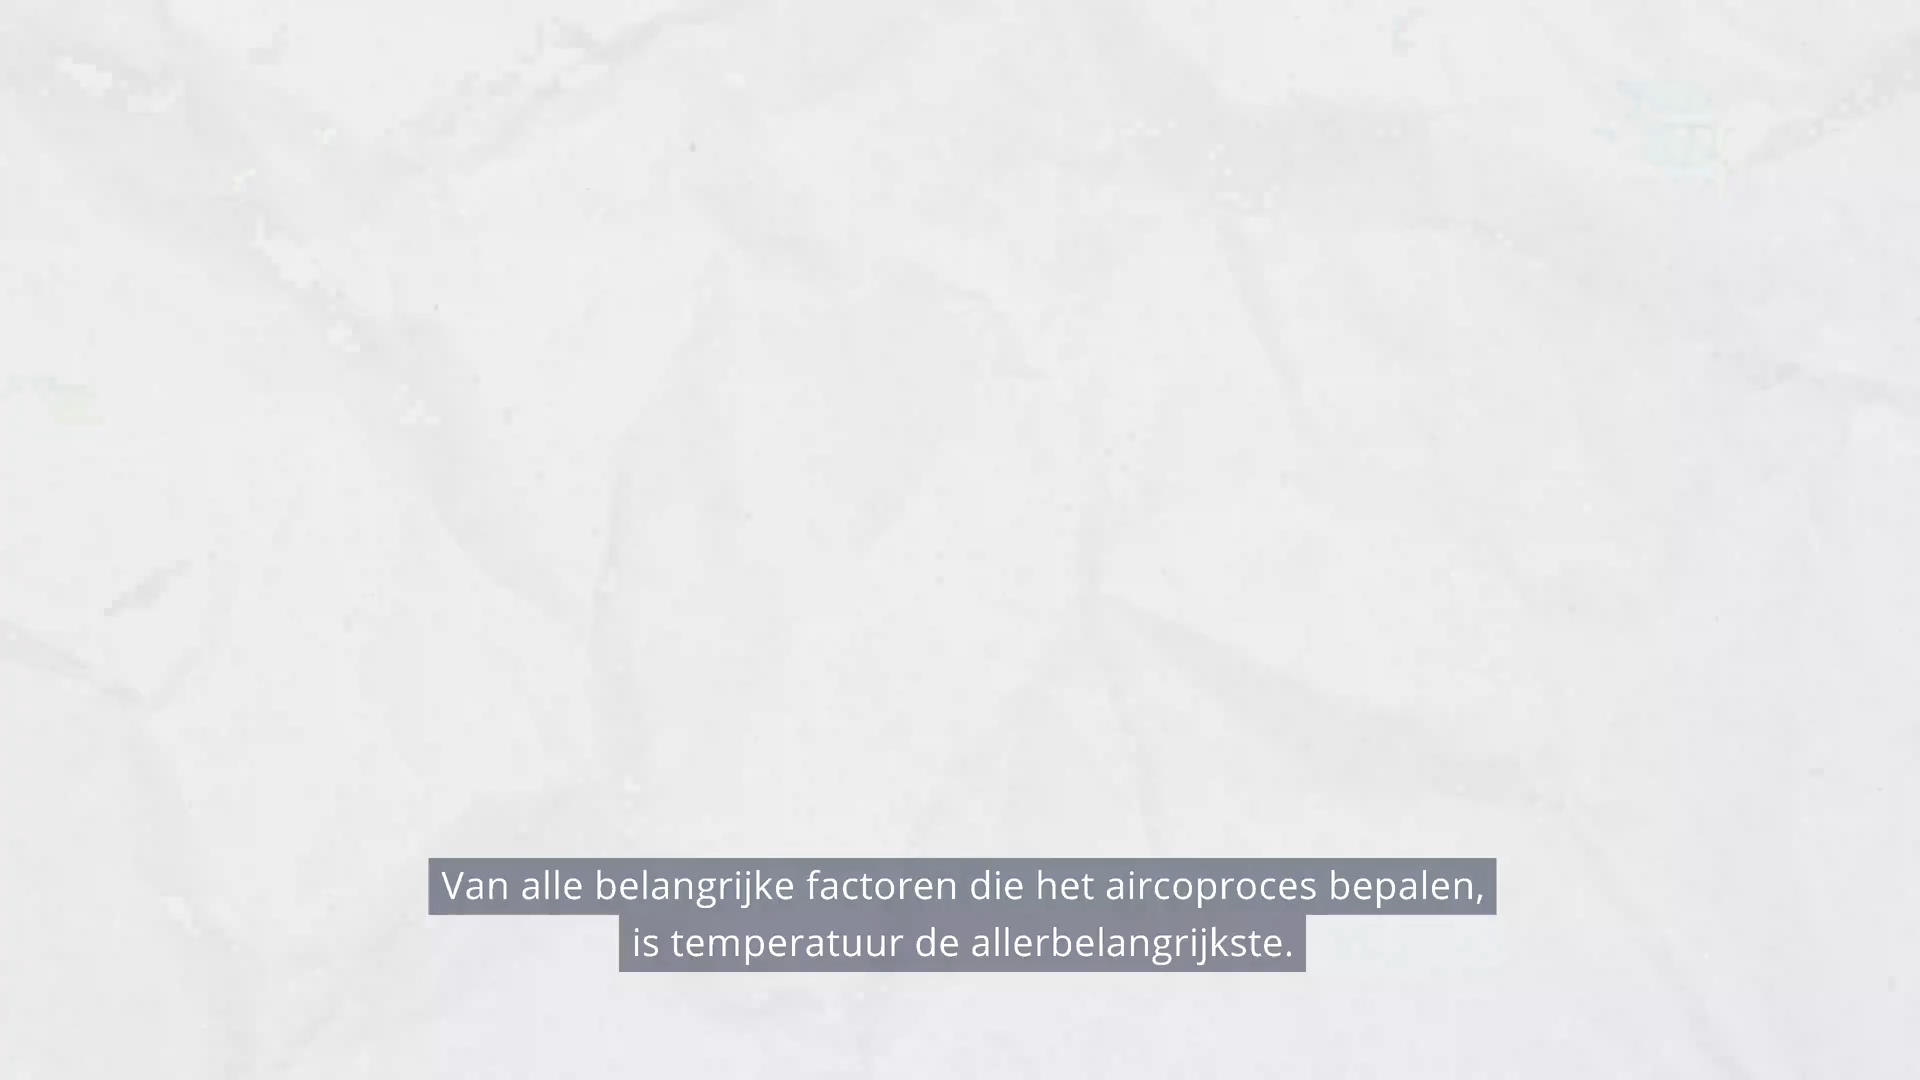 Van alle belangrijke factoren die het aircoproces bepalen,
is temperatuur de allerbelangrijkste.